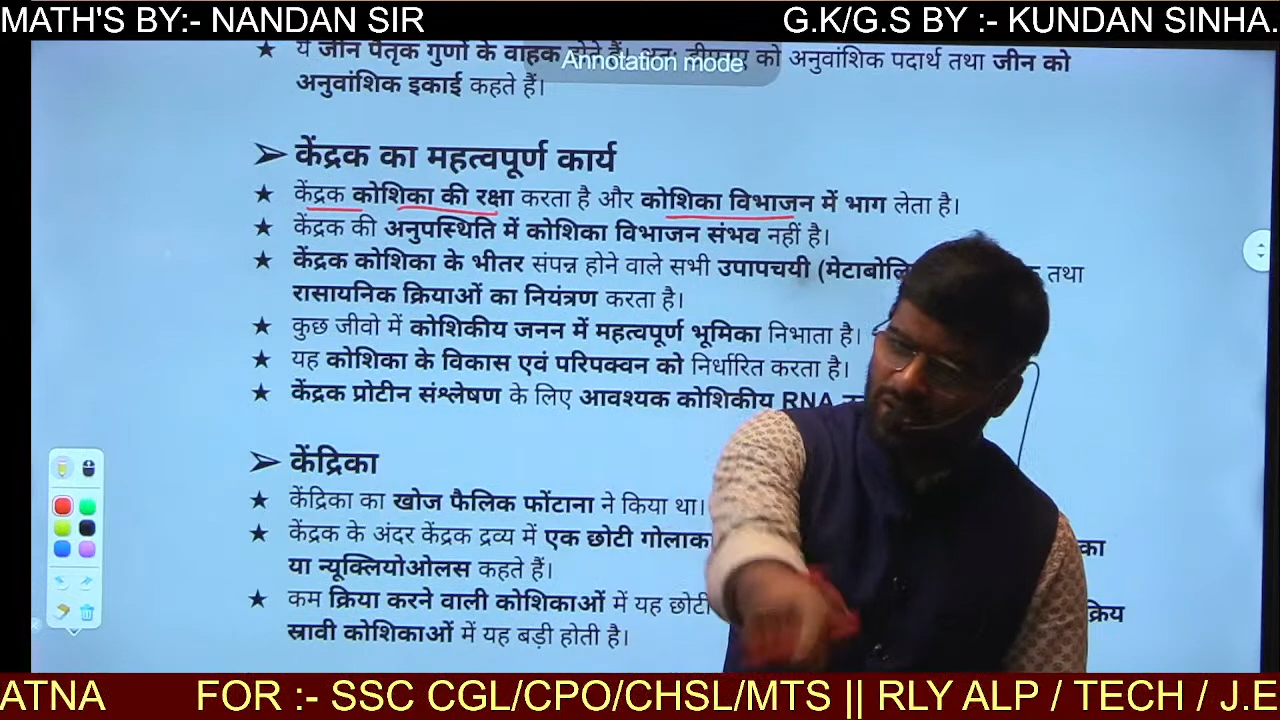 MATH'S BY:- NANDAN SIR
G.K/G.S BY :- KUNDAN SINHA.
★ ये जीन पैतृक गुणों के वाहक को अनुवांशिक पदार्थ तथा जीन को
Annotation mode
अनुवांशिक इकाई कहते हैं।
➢ केंद्रक का महत्वपूर्ण कार्य
★ केंद्रक कोशिका की रक्षा करता है और कोशिका विभाजन में भाग लेता है।
★ केंद्रक की अनुपस्थिति में कोशिका विभाजन संभव नहीं है।
★ केंद्रक कोशिका के भीतर संपन्न होने वाले सभी उपापचयी तथा
रासायनिक क्रियाओं का नियंत्रण करता है।
★ कुछ जीवो में कोशिकीय जनन में महत्वपूर्ण भूमिका निभाता है।
★ यह कोशिका के विकास एवं परिपक्वन को निर्धारित करता है।
★ केंद्रक प्रोटीन संश्लेषण के लिए आवश्यक कोशिकीय RNA
➢ केंद्रिका
★ केंद्रिका का खोज फैलिक फोंटाना ने किया था।
★ केंद्रक के अंदर केंद्रक द्रव्य में एक छोटी
या न्यूक्लियोओलस कहते हैं।
★ कम क्रिया करने वाली कोशिकाओं में यह छोटी
स्रावी कोशिकाओं में यह बड़ी होती है।
ATNA FOR :- SSC CGL/CPO/CHSL/MTS || RLY ALP / TECH / J.E